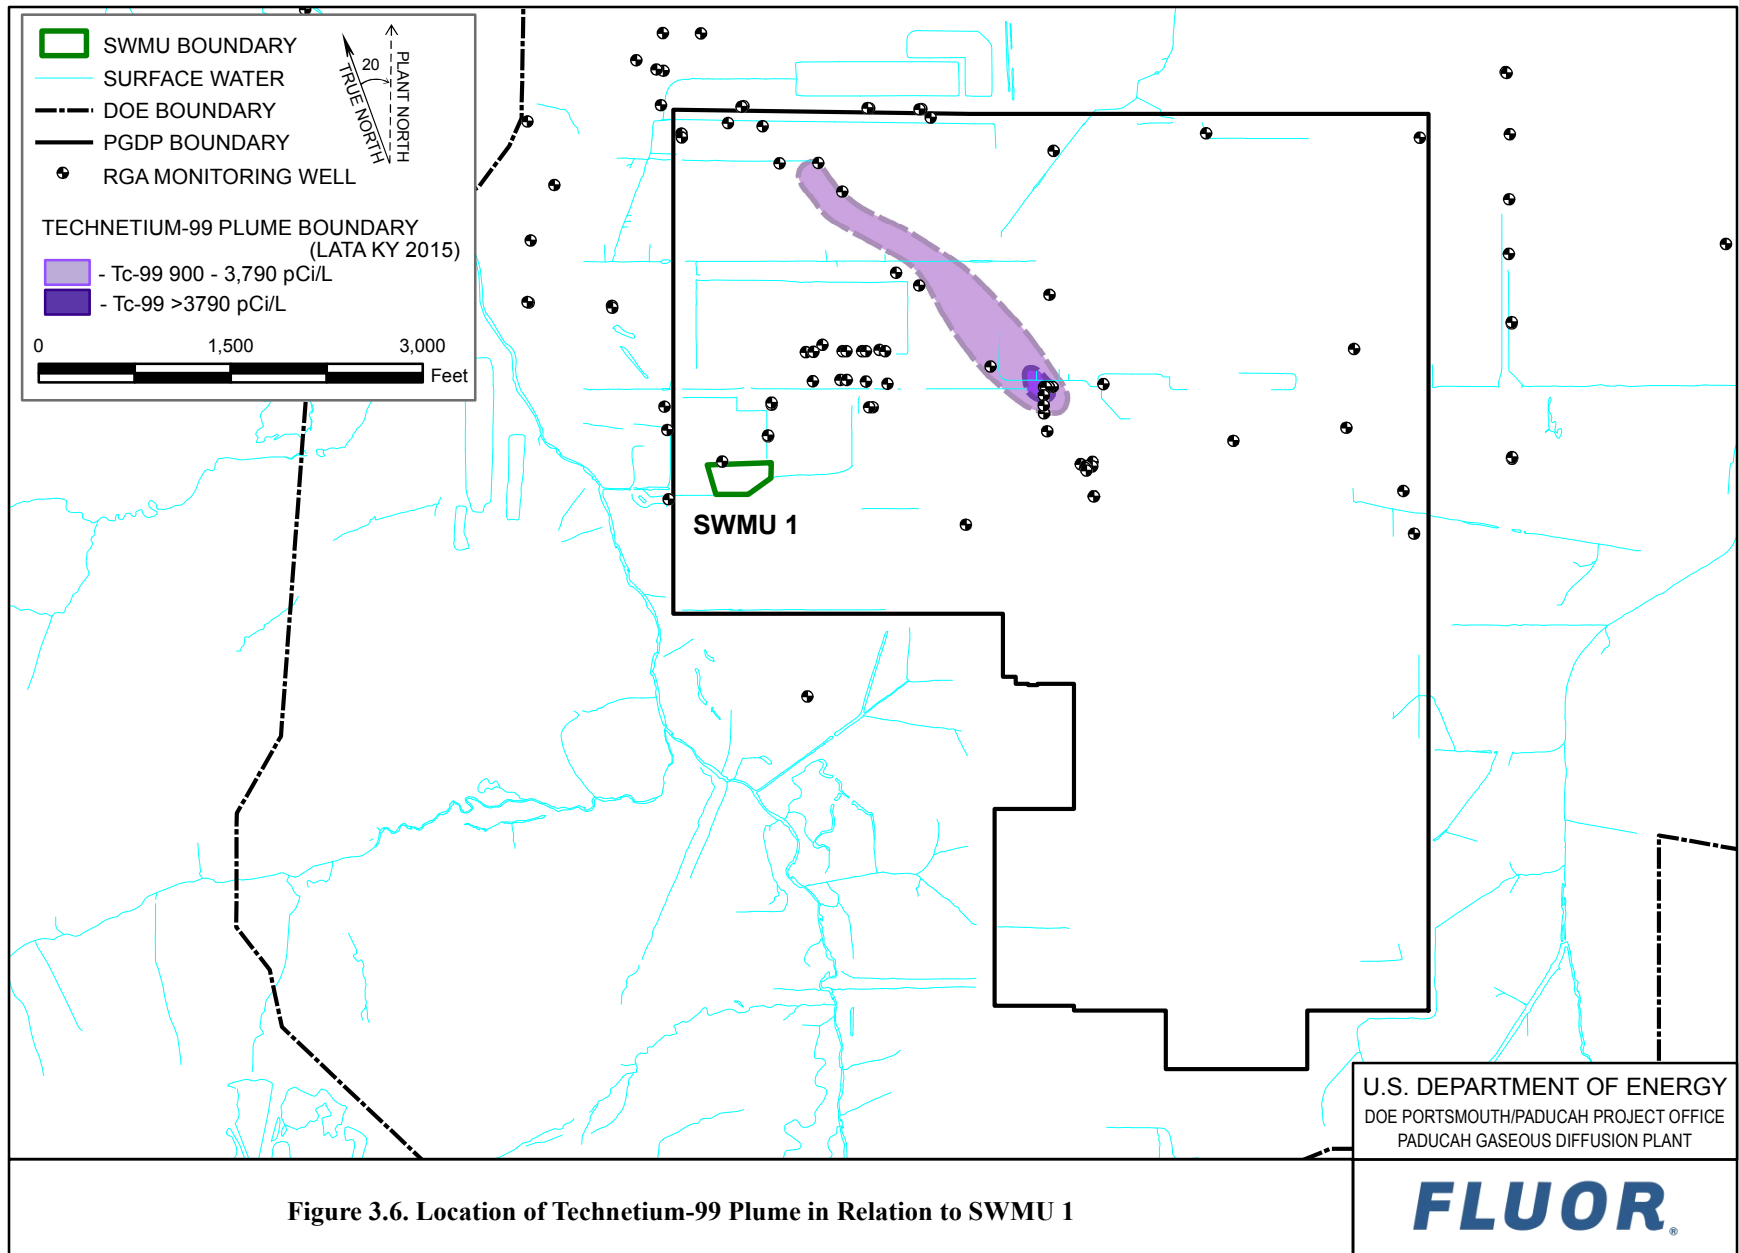 SWMU BOUNDARY
SURFACE WATER
DOE BOUNDARY
PGDP BOUNDARY
RGA MONITORING WELL
20
TRUE NORTH
PLANT NORTH
TECHNETIUM-99 PLUME BOUNDARY
(LATA KY 2015)
- Tc-99 900 - 3,790 pCi/L
- Tc-99 >3790 pCi/L
0 1,500 3,000
Feet
SWMU 1
U.S. DEPARTMENT OF ENERGY
DOE PORTSMOUTH/PADUCAH PROJECT OFFICE
PADUCAH GASEOUS DIFFUSION PLANT
Figure 3.6. Location of Technetium-99 Plume in Relation to SWMU 1
FLUOR®